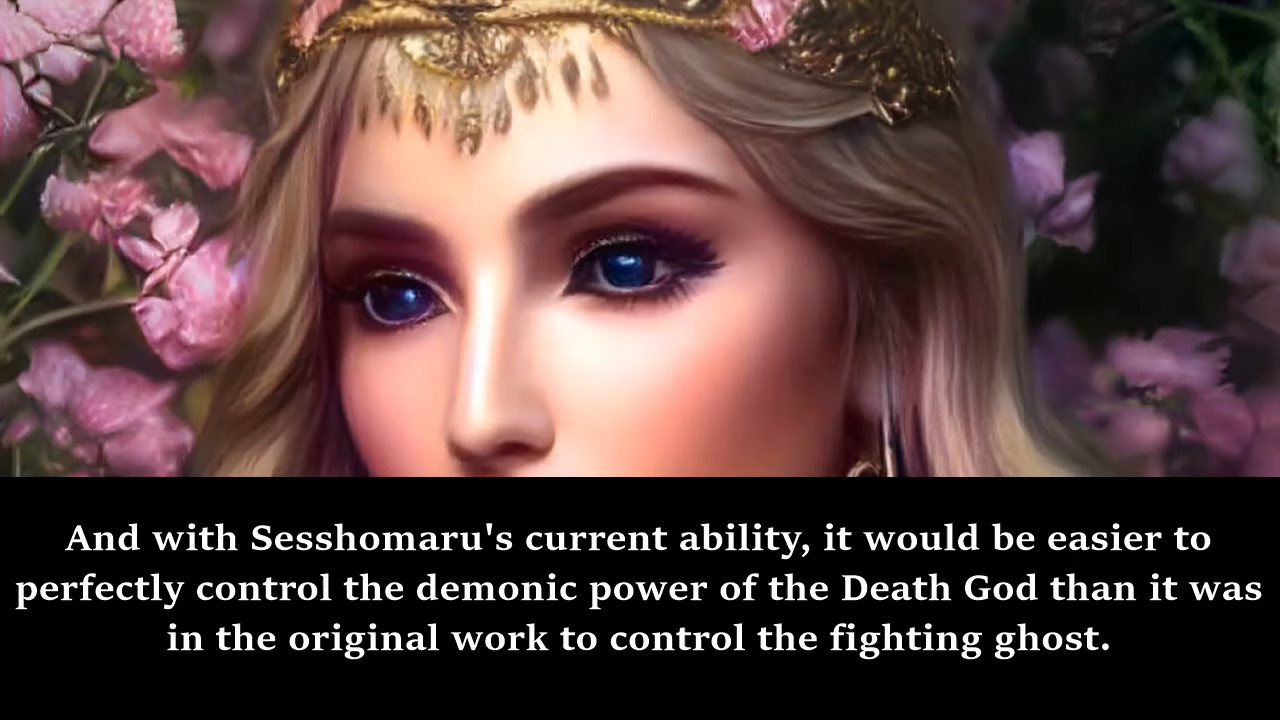 And with Sesshomaru's current ability, it would be easier to
perfectly control the demonic power of the Death God than it was
in the original work to control the fighting ghost.